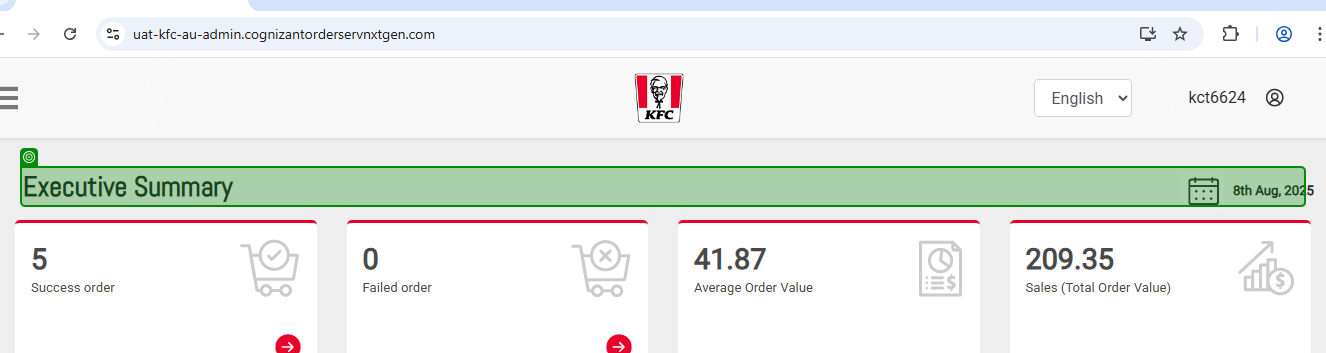 uat-kfc-au-admin.cognizantorderservnxtgen.com
KFC
English
kct6624
Executive Summary
8th Aug, 2025
5
Success order
0
Failed order
41.87
Average Order Value
209.35
Sales (Total Order Value)